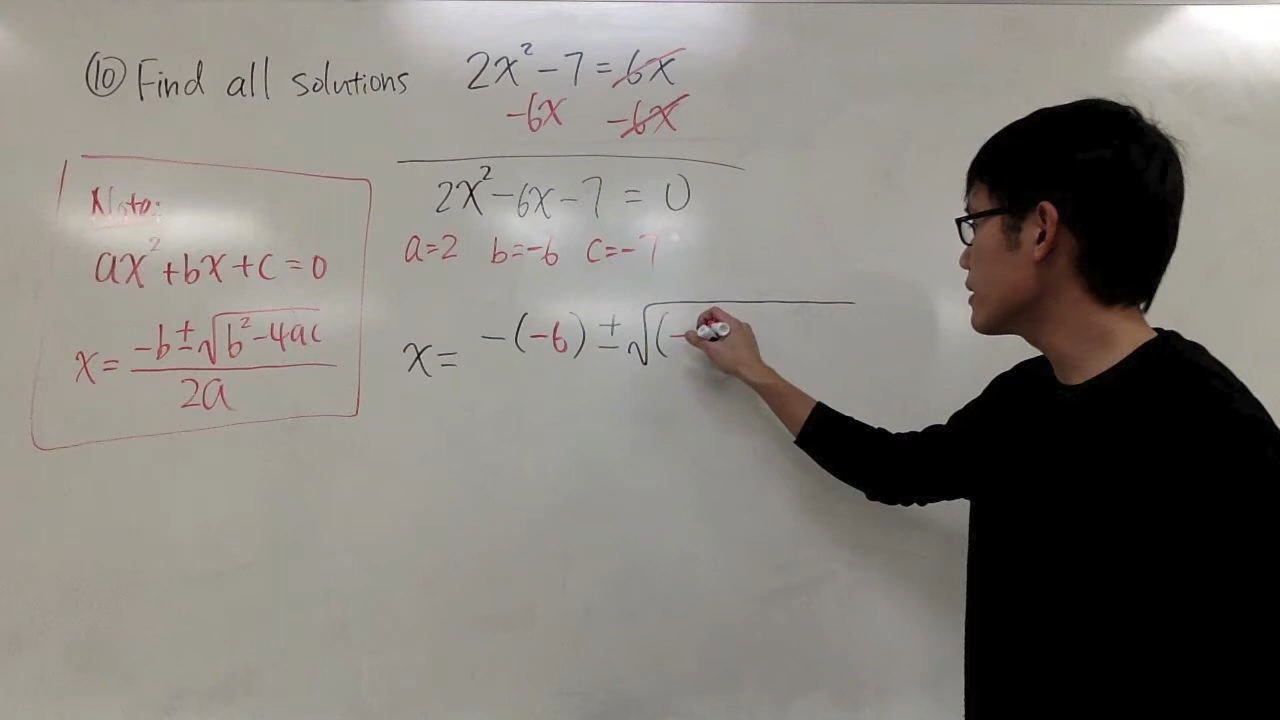 ⑩ Find all solutions 2x² - 7 = 6x
-6x -6x
2x² - 6x - 7 = 0
a=2 b=-6 c=-7
x = -(-6) ± √(-
Note:
ax² + bx + c = 0
x = -b ± √b² - 4ac
2a